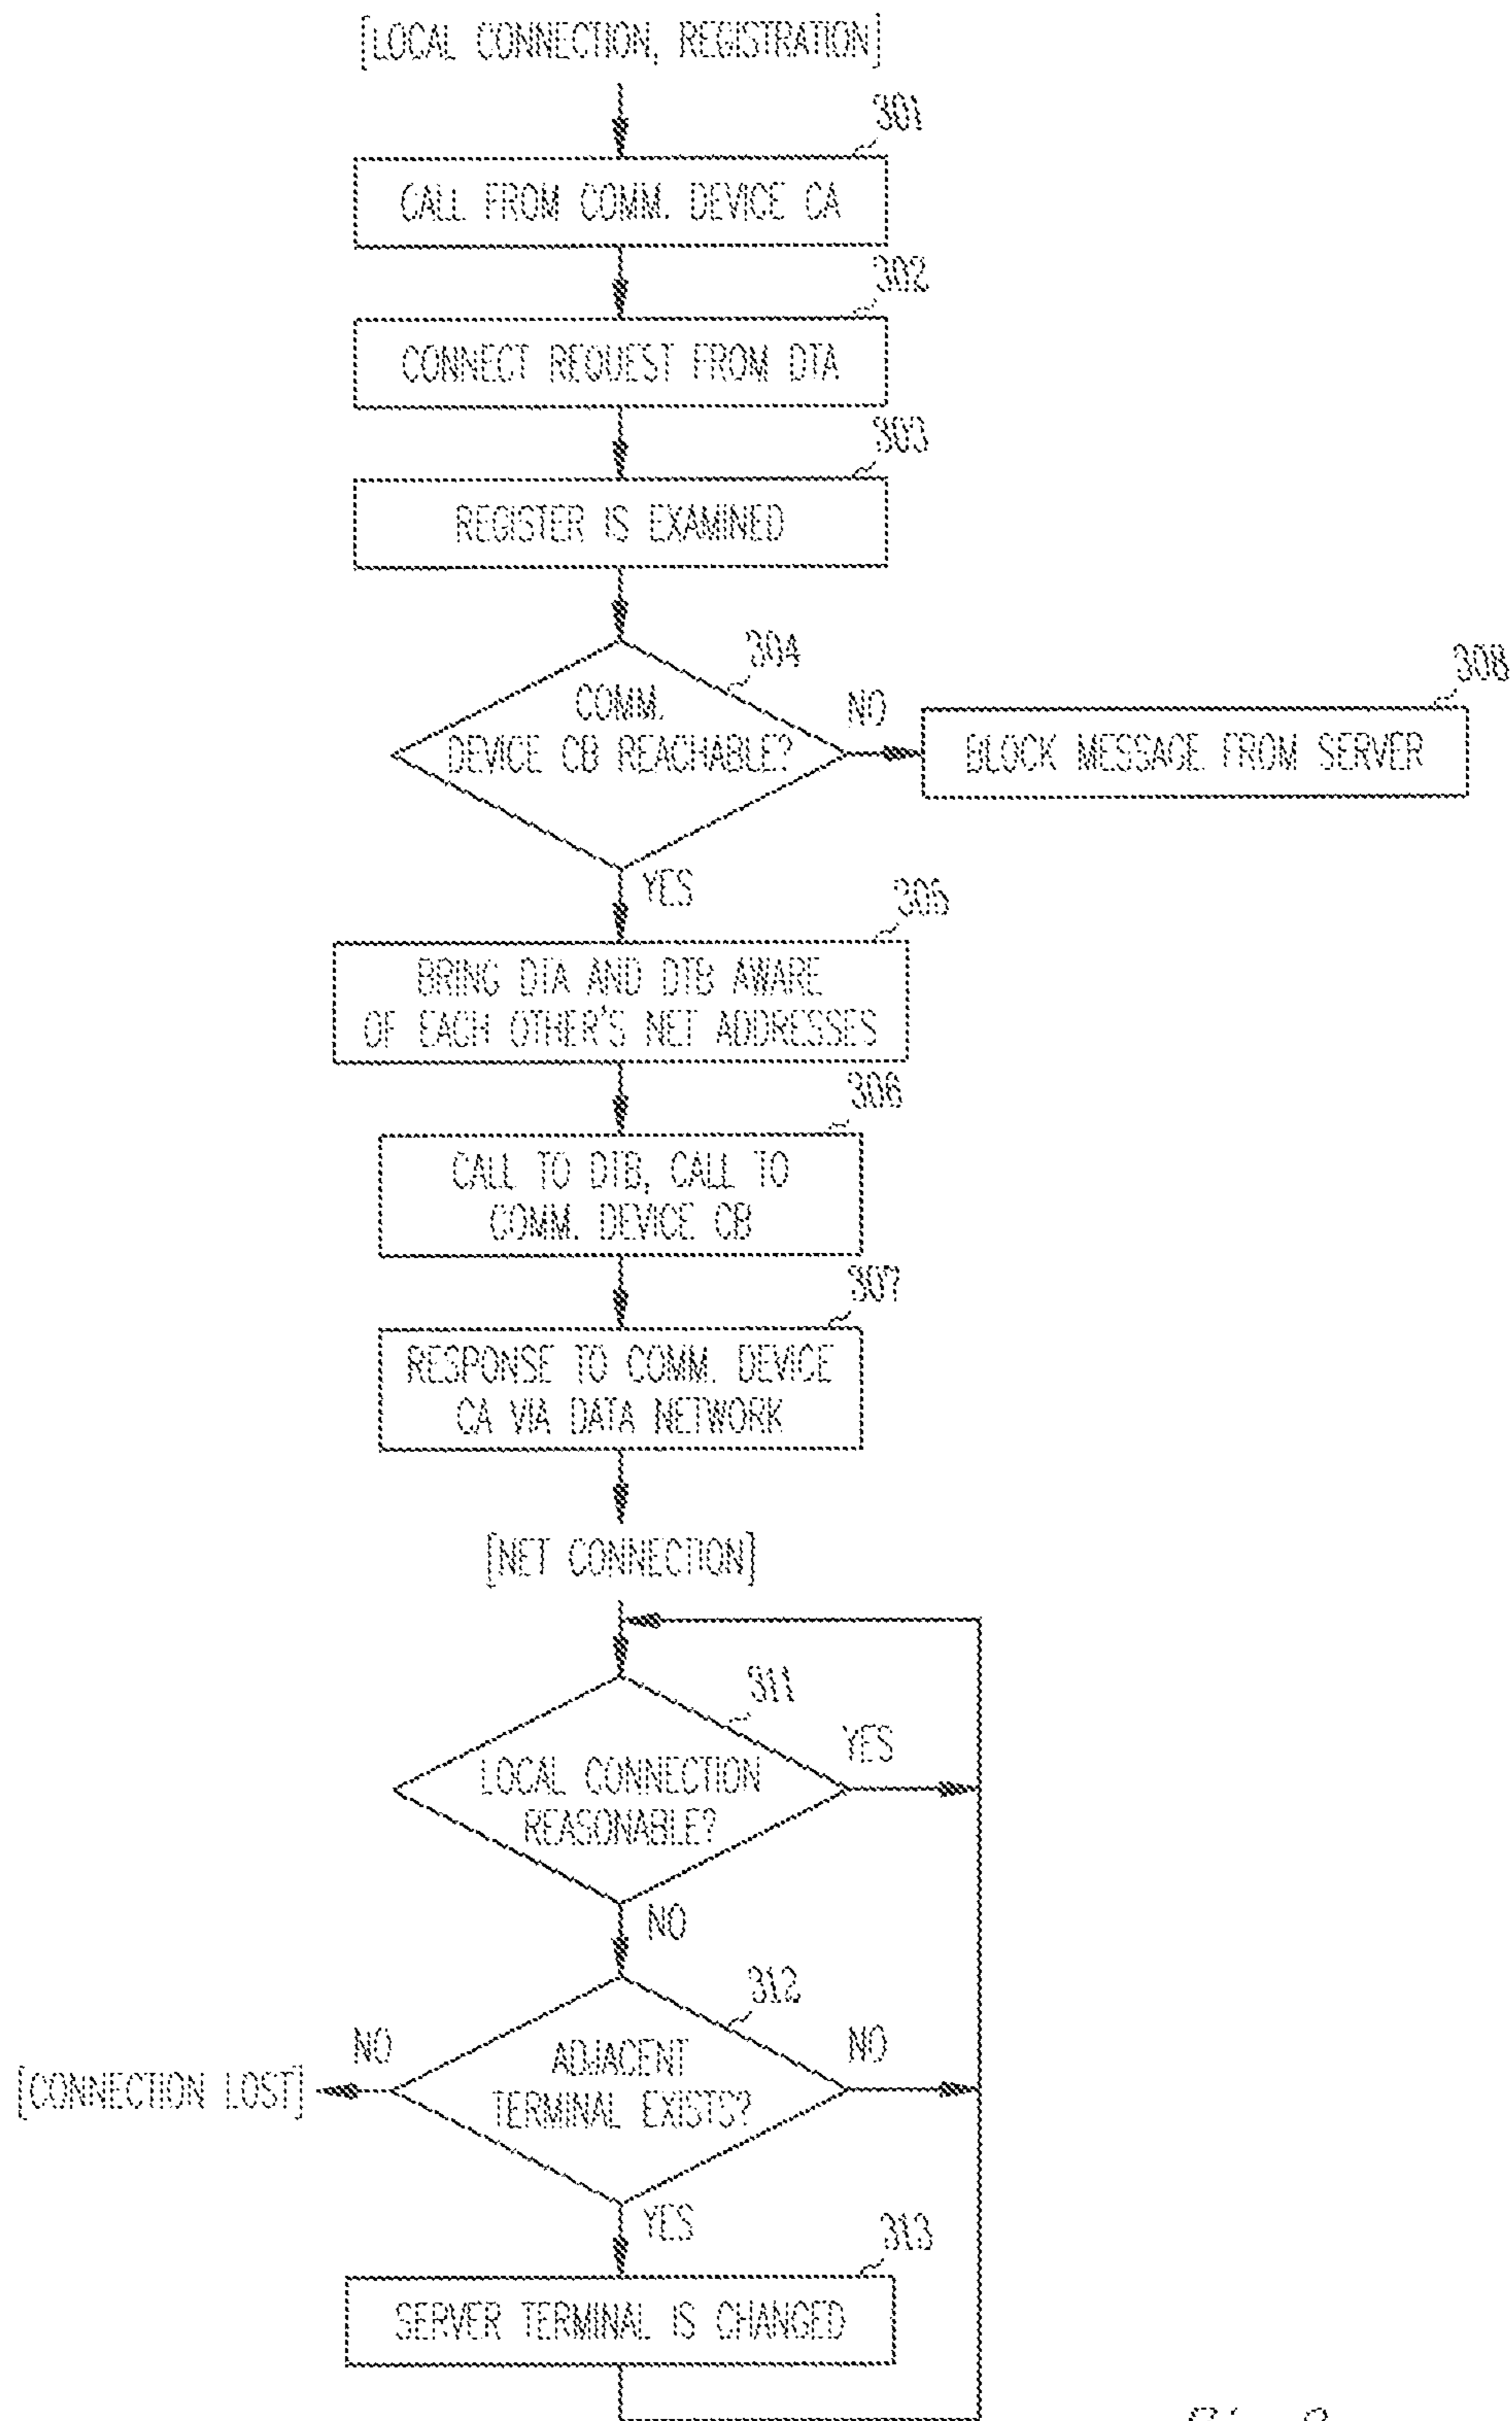 [LOCAL CONNECTION, REGISTRATION]
301
CALL FROM COMM. DEVICE CA
302
CONNECT REQUEST FROM DTA
303
REGISTER IS EXAMINED
304
COMM.
DEVICE CB REACHABLE?
NO
308
BLOCK MESSAGE FROM SERVER
YES
305
BRING DTA AND DTB AWARE
OF EACH OTHER'S NET ADDRESSES
306
CALL TO DTB, CALL TO
COMM. DEVICE CB
307
RESPONSE TO COMM. DEVICE
CA VIA DATA NETWORK
[NET CONNECTION]
311
LOCAL CONNECTION
REASONABLE?
YES
NO
312
ADJACENT
TERMINAL EXISTS?
NO
NO
[CONNECTION LOST]
YES
313
SERVER TERMINAL IS CHANGED